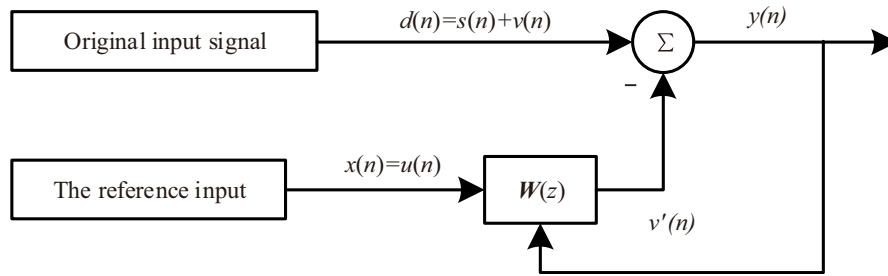 Original input signal
d(n)=s(n)+v(n)
Σ
y(n)
−
The reference input
x(n)=u(n)
W(z)
v'(n)